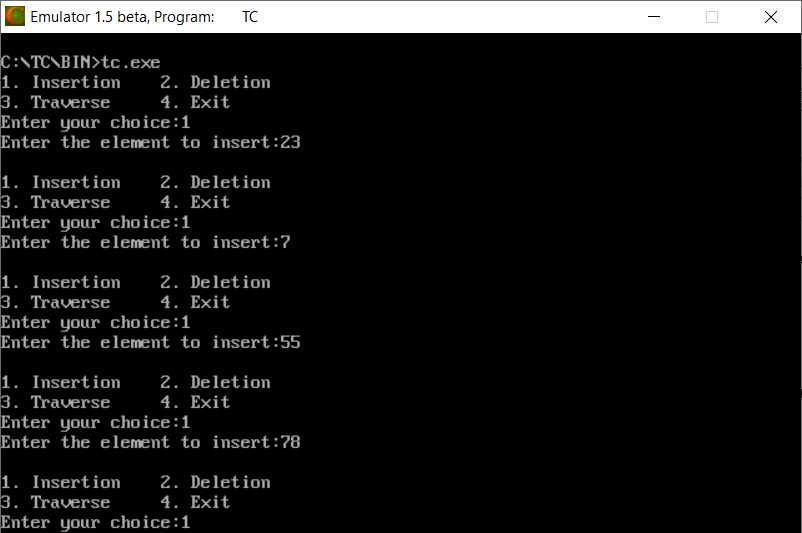 Emulator 1.5 beta, Program: TC
C:\TC\BIN>tc.exe
1. Insertion    2. Deletion
3. Traverse     4. Exit
Enter your choice:1
Enter the element to insert:23

1. Insertion    2. Deletion
3. Traverse     4. Exit
Enter your choice:1
Enter the element to insert:7

1. Insertion    2. Deletion
3. Traverse     4. Exit
Enter your choice:1
Enter the element to insert:55

1. Insertion    2. Deletion
3. Traverse     4. Exit
Enter your choice:1
Enter the element to insert:78

1. Insertion    2. Deletion
3. Traverse     4. Exit
Enter your choice:1